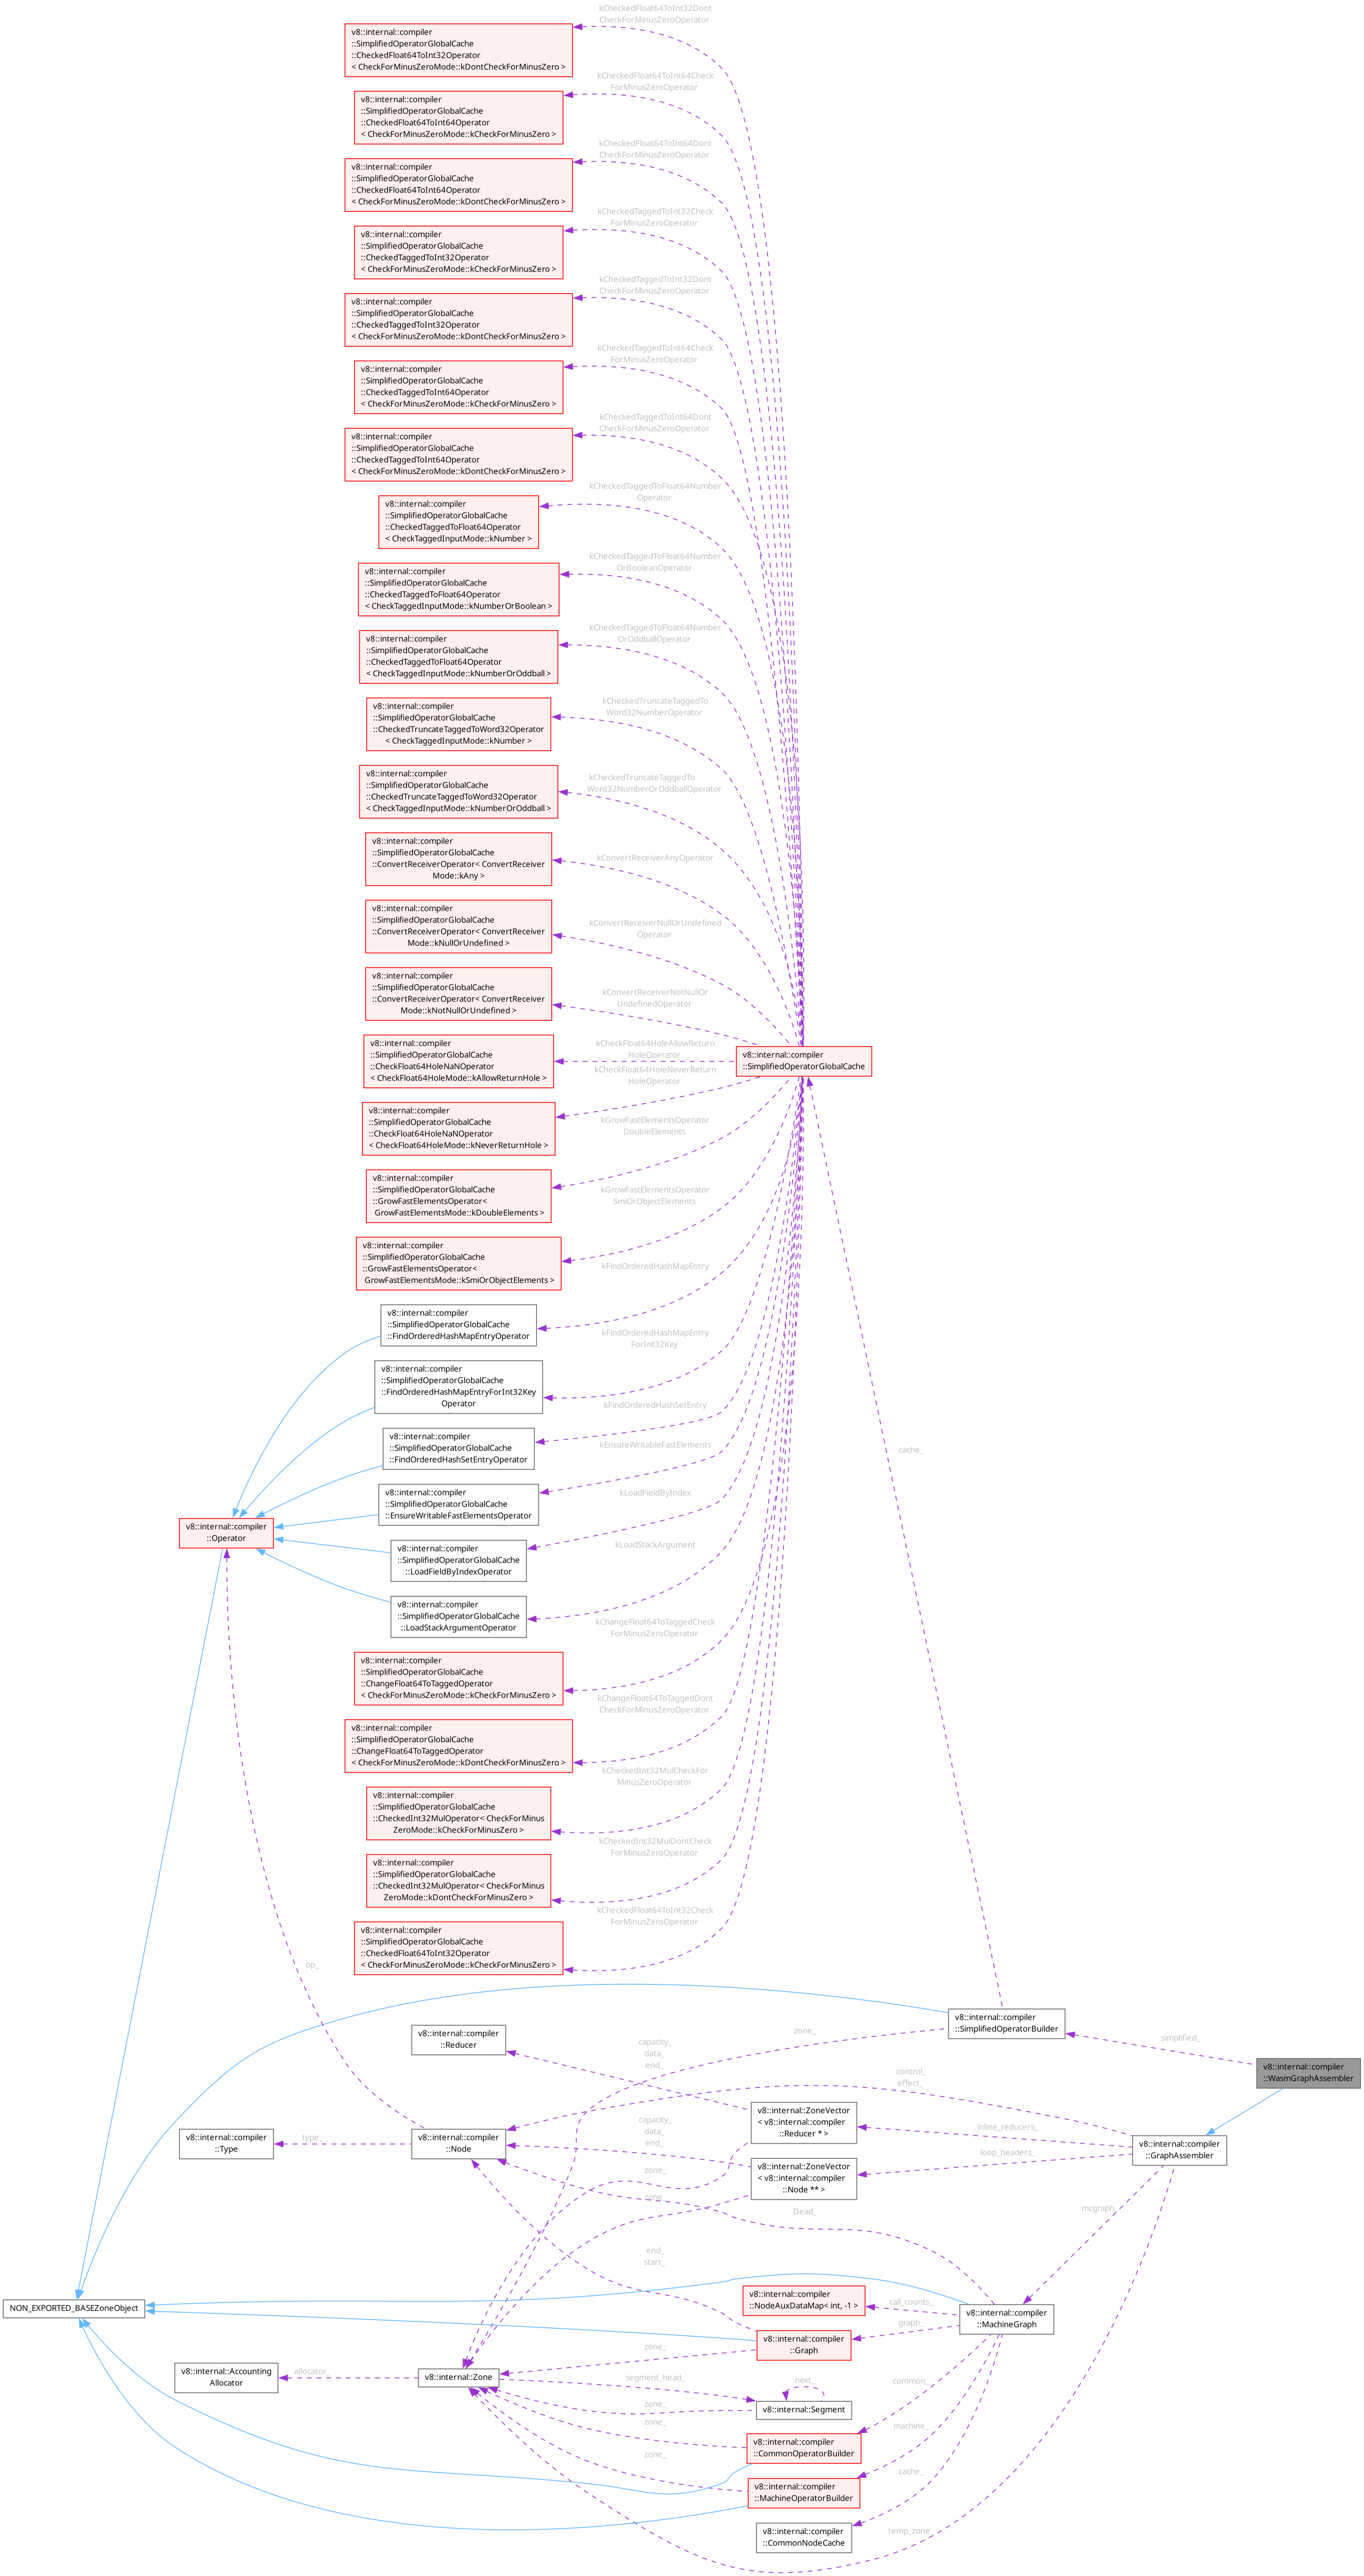 kCheckedFloat64ToInt32Dont
CheckForMinusZeroOperator
v8::internal::compiler
::SimplifiedOperatorGlobalCache
::CheckedFloat64ToInt32Operator
< CheckForMinusZeroMode::kDontCheckForMinusZero >
kCheckedFloat64ToInt64Check
ForMinusZeroOperator
v8::internal::compiler
::SimplifiedOperatorGlobalCache
::CheckedFloat64ToInt64Operator
< CheckForMinusZeroMode::kCheckForMinusZero >
kCheckedFloat64ToInt64Dont
CheckForMinusZeroOperator
v8::internal::compiler
::SimplifiedOperatorGlobalCache
::CheckedFloat64ToInt64Operator
< CheckForMinusZeroMode::kDontCheckForMinusZero >
kCheckedTaggedToInt32Check
ForMinusZeroOperator
v8::internal::compiler
::SimplifiedOperatorGlobalCache
::CheckedTaggedToInt32Operator
< CheckForMinusZeroMode::kCheckForMinusZero >
kCheckedTaggedToInt32Dont
CheckForMinusZeroOperator
v8::internal::compiler
::SimplifiedOperatorGlobalCache
::CheckedTaggedToInt32Operator
< CheckForMinusZeroMode::kDontCheckForMinusZero >
kCheckedTaggedToInt64Check
ForMinusZeroOperator
v8::internal::compiler
::SimplifiedOperatorGlobalCache
::CheckedTaggedToInt64Operator
< CheckForMinusZeroMode::kCheckForMinusZero >
kCheckedTaggedToInt64Dont
CheckForMinusZeroOperator
v8::internal::compiler
::SimplifiedOperatorGlobalCache
::CheckedTaggedToInt64Operator
< CheckForMinusZeroMode::kDontCheckForMinusZero >
kCheckedTaggedToFloat64Number
Operator
v8::internal::compiler
::SimplifiedOperatorGlobalCache
::CheckedTaggedToFloat64Operator
< CheckTaggedInputMode::kNumber >
kCheckedTaggedToFloat64Number
OrBooleanOperator
v8::internal::compiler
::SimplifiedOperatorGlobalCache
::CheckedTaggedToFloat64Operator
< CheckTaggedInputMode::kNumberOrBoolean >
kCheckedTaggedToFloat64Number
OrOddballOperator
v8::internal::compiler
::SimplifiedOperatorGlobalCache
::CheckedTaggedToFloat64Operator
< CheckTaggedInputMode::kNumberOrOddball >
kCheckedTruncateTaggedTo
Word32NumberOperator
v8::internal::compiler
::SimplifiedOperatorGlobalCache
::CheckedTruncateTaggedToWord32Operator
< CheckTaggedInputMode::kNumber >
kCheckedTruncateTaggedTo
Word32NumberOrOddballOperator
v8::internal::compiler
::SimplifiedOperatorGlobalCache
::CheckedTruncateTaggedToWord32Operator
< CheckTaggedInputMode::kNumberOrOddball >
kConvertReceiverAnyOperator
v8::internal::compiler
::SimplifiedOperatorGlobalCache
::ConvertReceiverOperator< ConvertReceiver
Mode::kAny >
kConvertReceiverNullOrUndefined
Operator
v8::internal::compiler
::SimplifiedOperatorGlobalCache
::ConvertReceiverOperator< ConvertReceiver
Mode::kNullOrUndefined >
kConvertReceiverNotNullOr
UndefinedOperator
v8::internal::compiler
::SimplifiedOperatorGlobalCache
::ConvertReceiverOperator< ConvertReceiver
Mode::kNotNullOrUndefined >
kCheckFloat64HoleAllowReturn
HoleOperator
v8::internal::compiler
::SimplifiedOperatorGlobalCache
::CheckFloat64HoleNaNOperator
< CheckFloat64HoleMode::kAllowReturnHole >
v8::internal::compiler
::SimplifiedOperatorGlobalCache
kCheckFloat64HoleNeverReturn
HoleOperator
v8::internal::compiler
::SimplifiedOperatorGlobalCache
::CheckFloat64HoleNaNOperator
< CheckFloat64HoleMode::kNeverReturnHole >
kGrowFastElementsOperator
DoubleElements
v8::internal::compiler
::SimplifiedOperatorGlobalCache
::GrowFastElementsOperator<
GrowFastElementsMode::kDoubleElements >
kGrowFastElementsOperator
SmiOrObjectElements
v8::internal::compiler
::SimplifiedOperatorGlobalCache
::GrowFastElementsOperator<
GrowFastElementsMode::kSmiOrObjectElements >
kFindOrderedHashMapEntry
v8::internal::compiler
::SimplifiedOperatorGlobalCache
::FindOrderedHashMapEntryOperator
kFindOrderedHashMapEntry
ForInt32Key
v8::internal::compiler
::SimplifiedOperatorGlobalCache
::FindOrderedHashMapEntryForInt32Key
Operator
kFindOrderedHashSetEntry
v8::internal::compiler
::SimplifiedOperatorGlobalCache
::FindOrderedHashSetEntryOperator
kEnsureWritableFastElements
v8::internal::compiler
::SimplifiedOperatorGlobalCache
::EnsureWritableFastElementsOperator
cache_
kLoadFieldByIndex
v8::internal::compiler
::Operator
v8::internal::compiler
::SimplifiedOperatorGlobalCache
::LoadFieldByIndexOperator
kLoadStackArgument
v8::internal::compiler
::SimplifiedOperatorGlobalCache
::LoadStackArgumentOperator
kChangeFloat64ToTaggedCheck
ForMinusZeroOperator
v8::internal::compiler
::SimplifiedOperatorGlobalCache
::ChangeFloat64ToTaggedOperator
< CheckForMinusZeroMode::kCheckForMinusZero >
kChangeFloat64ToTaggedDont
CheckForMinusZeroOperator
v8::internal::compiler
::SimplifiedOperatorGlobalCache
::ChangeFloat64ToTaggedOperator
< CheckForMinusZeroMode::kDontCheckForMinusZero >
kCheckedInt32MulCheckFor
MinusZeroOperator
v8::internal::compiler
::SimplifiedOperatorGlobalCache
::CheckedInt32MulOperator< CheckForMinus
ZeroMode::kCheckForMinusZero >
kCheckedInt32MulDontCheck
ForMinusZeroOperator
v8::internal::compiler
::SimplifiedOperatorGlobalCache
::CheckedInt32MulOperator< CheckForMinus
ZeroMode::kDontCheckForMinusZero >
kCheckedFloat64ToInt32Check
ForMinusZeroOperator
v8::internal::compiler
::SimplifiedOperatorGlobalCache
::CheckedFloat64ToInt32Operator
< CheckForMinusZeroMode::kCheckForMinusZero >
op_
v8::internal::compiler
::SimplifiedOperatorBuilder
zone_
simplified_
v8::internal::compiler
::Reducer
capacity_
data_
end_
v8::internal::compiler
::WasmGraphAssembler
control_
effect_
v8::internal::ZoneVector
< v8::internal::compiler
::Reducer * >
inline_reducers_
v8::internal::compiler
::Type
type_
v8::internal::compiler
::Node
capacity_
data_
end_
v8::internal::compiler
::GraphAssembler
loop_headers_
v8::internal::ZoneVector
< v8::internal::compiler
::Node ** >
zone_
zone_
Dead_
mcgraph_
end_
start_
NON_EXPORTED_BASEZoneObject
v8::internal::compiler
::NodeAuxDataMap< int, -1 >
call_counts_
v8::internal::compiler
::MachineGraph
graph_
v8::internal::compiler
::Graph
zone_
v8::internal::Accounting
Allocator
allocator_
v8::internal::Zone
segment_head_
next_
v8::internal::Segment
zone_
common_
v8::internal::compiler
::CommonOperatorBuilder
zone_
machine_
v8::internal::compiler
::MachineOperatorBuilder
zone_
cache_
v8::internal::compiler
::CommonNodeCache
temp_zone_